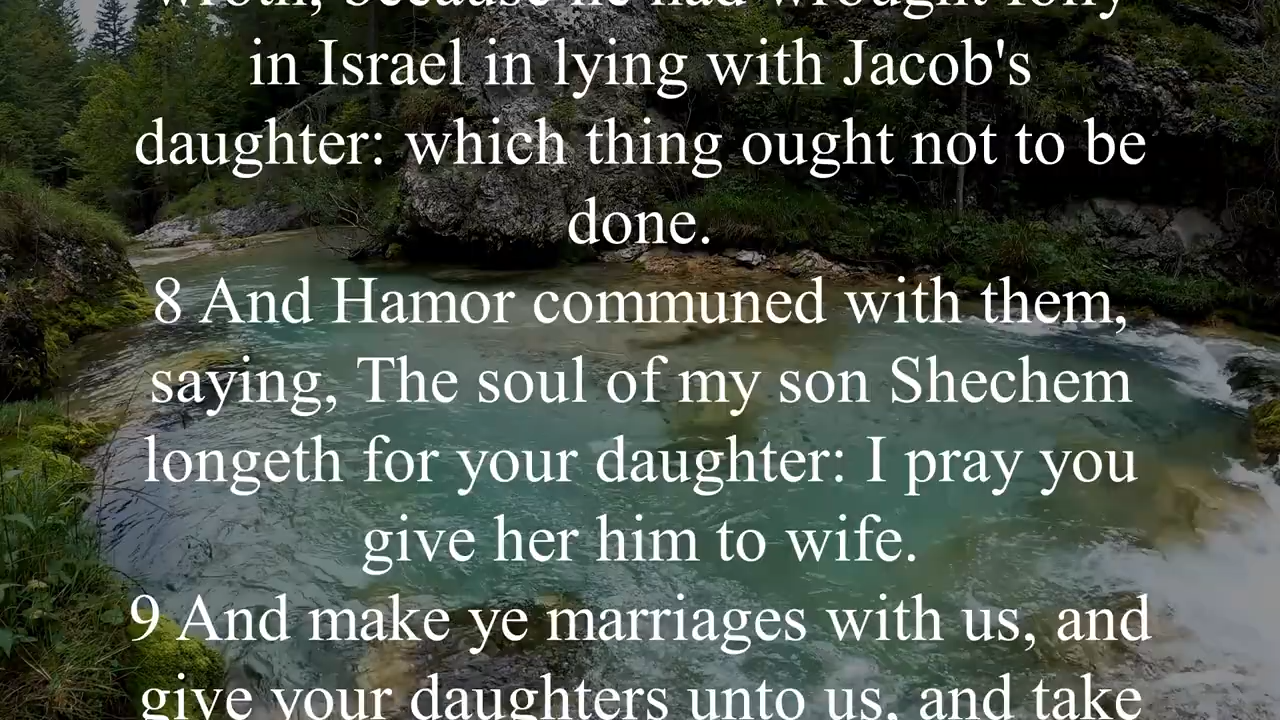 wroth, because he had wrought folly
in Israel in lying with Jacob's
daughter: which thing ought not to be
done.
8 And Hamor communed with them,
saying, The soul of my son Shechem
longeth for your daughter: I pray you
give her him to wife.
9 And make ye marriages with us, and
give your daughters unto us, and take